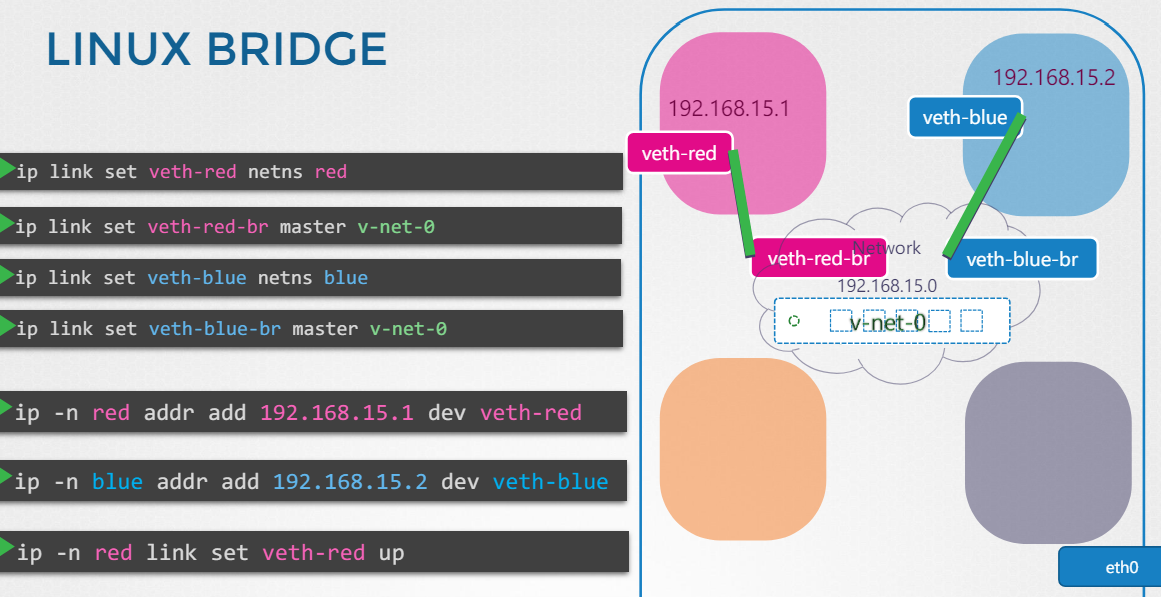 LINUX BRIDGE
ip link set veth-red netns red
ip link set veth-red-br master v-net-0
ip link set veth-blue netns blue
ip link set veth-blue-br master v-net-0
ip -n red addr add 192.168.15.1 dev veth-red
ip -n blue addr add 192.168.15.2 dev veth-blue
ip -n red link set veth-red up
192.168.15.1
192.168.15.2
veth-red
veth-blue
veth-red-br
Network
veth-blue-br
192.168.15.0
v-net-0
eth0